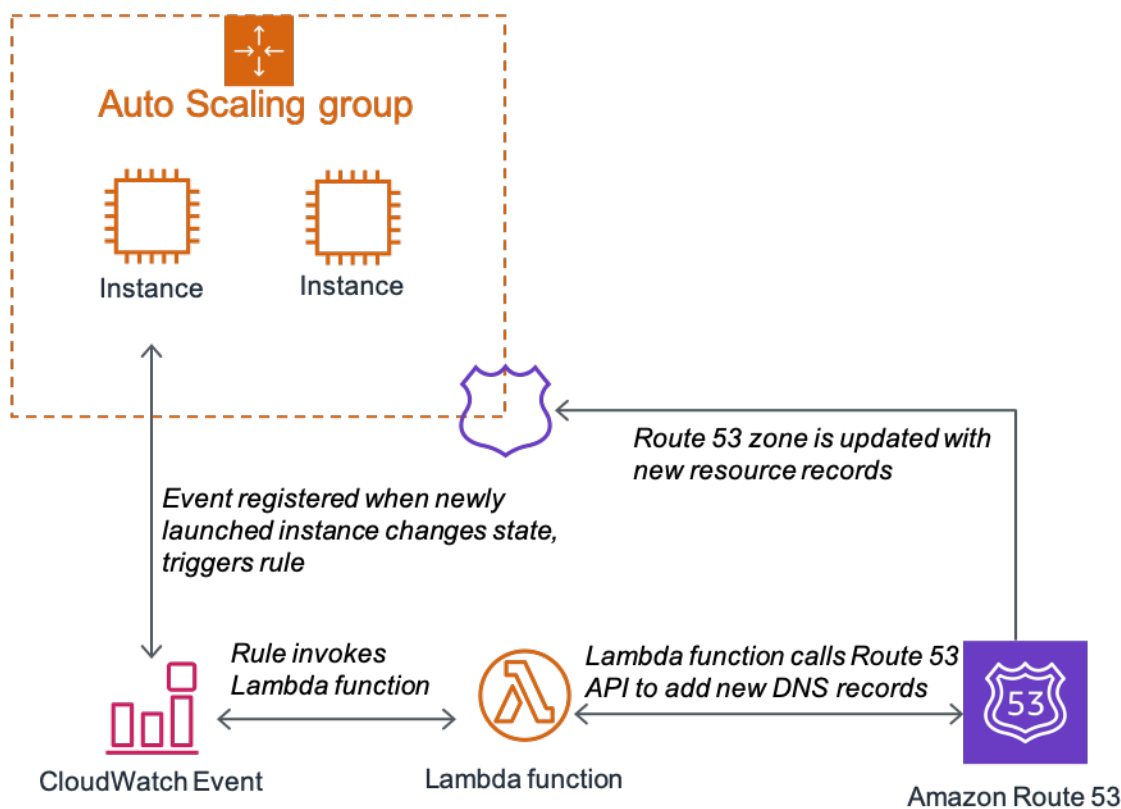 Auto Scaling group
Instance
Instance
Route 53 zone is updated with
new resource records
Event registered when newly
launched instance changes state,
triggers rule
Rule invokes
Lambda function
Lambda function calls Route 53
API to add new DNS records
53
CloudWatch Event
Lambda function
Amazon Route 53